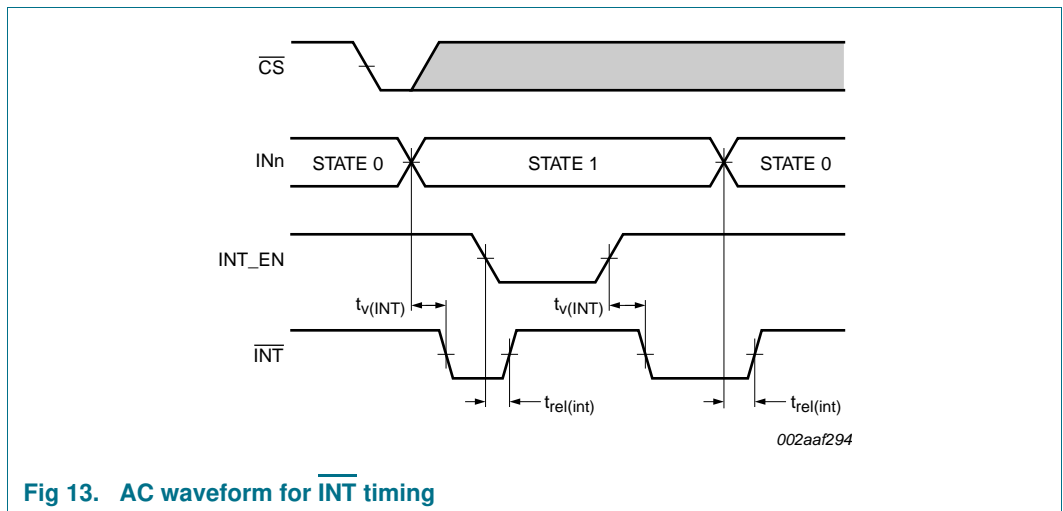 CS
INn STATE 0 STATE 1 STATE 0
INT_EN
tv(INT) tv(INT)
INT
trel(int) trel(int)
002aaf294
Fig 13. AC waveform for INT timing